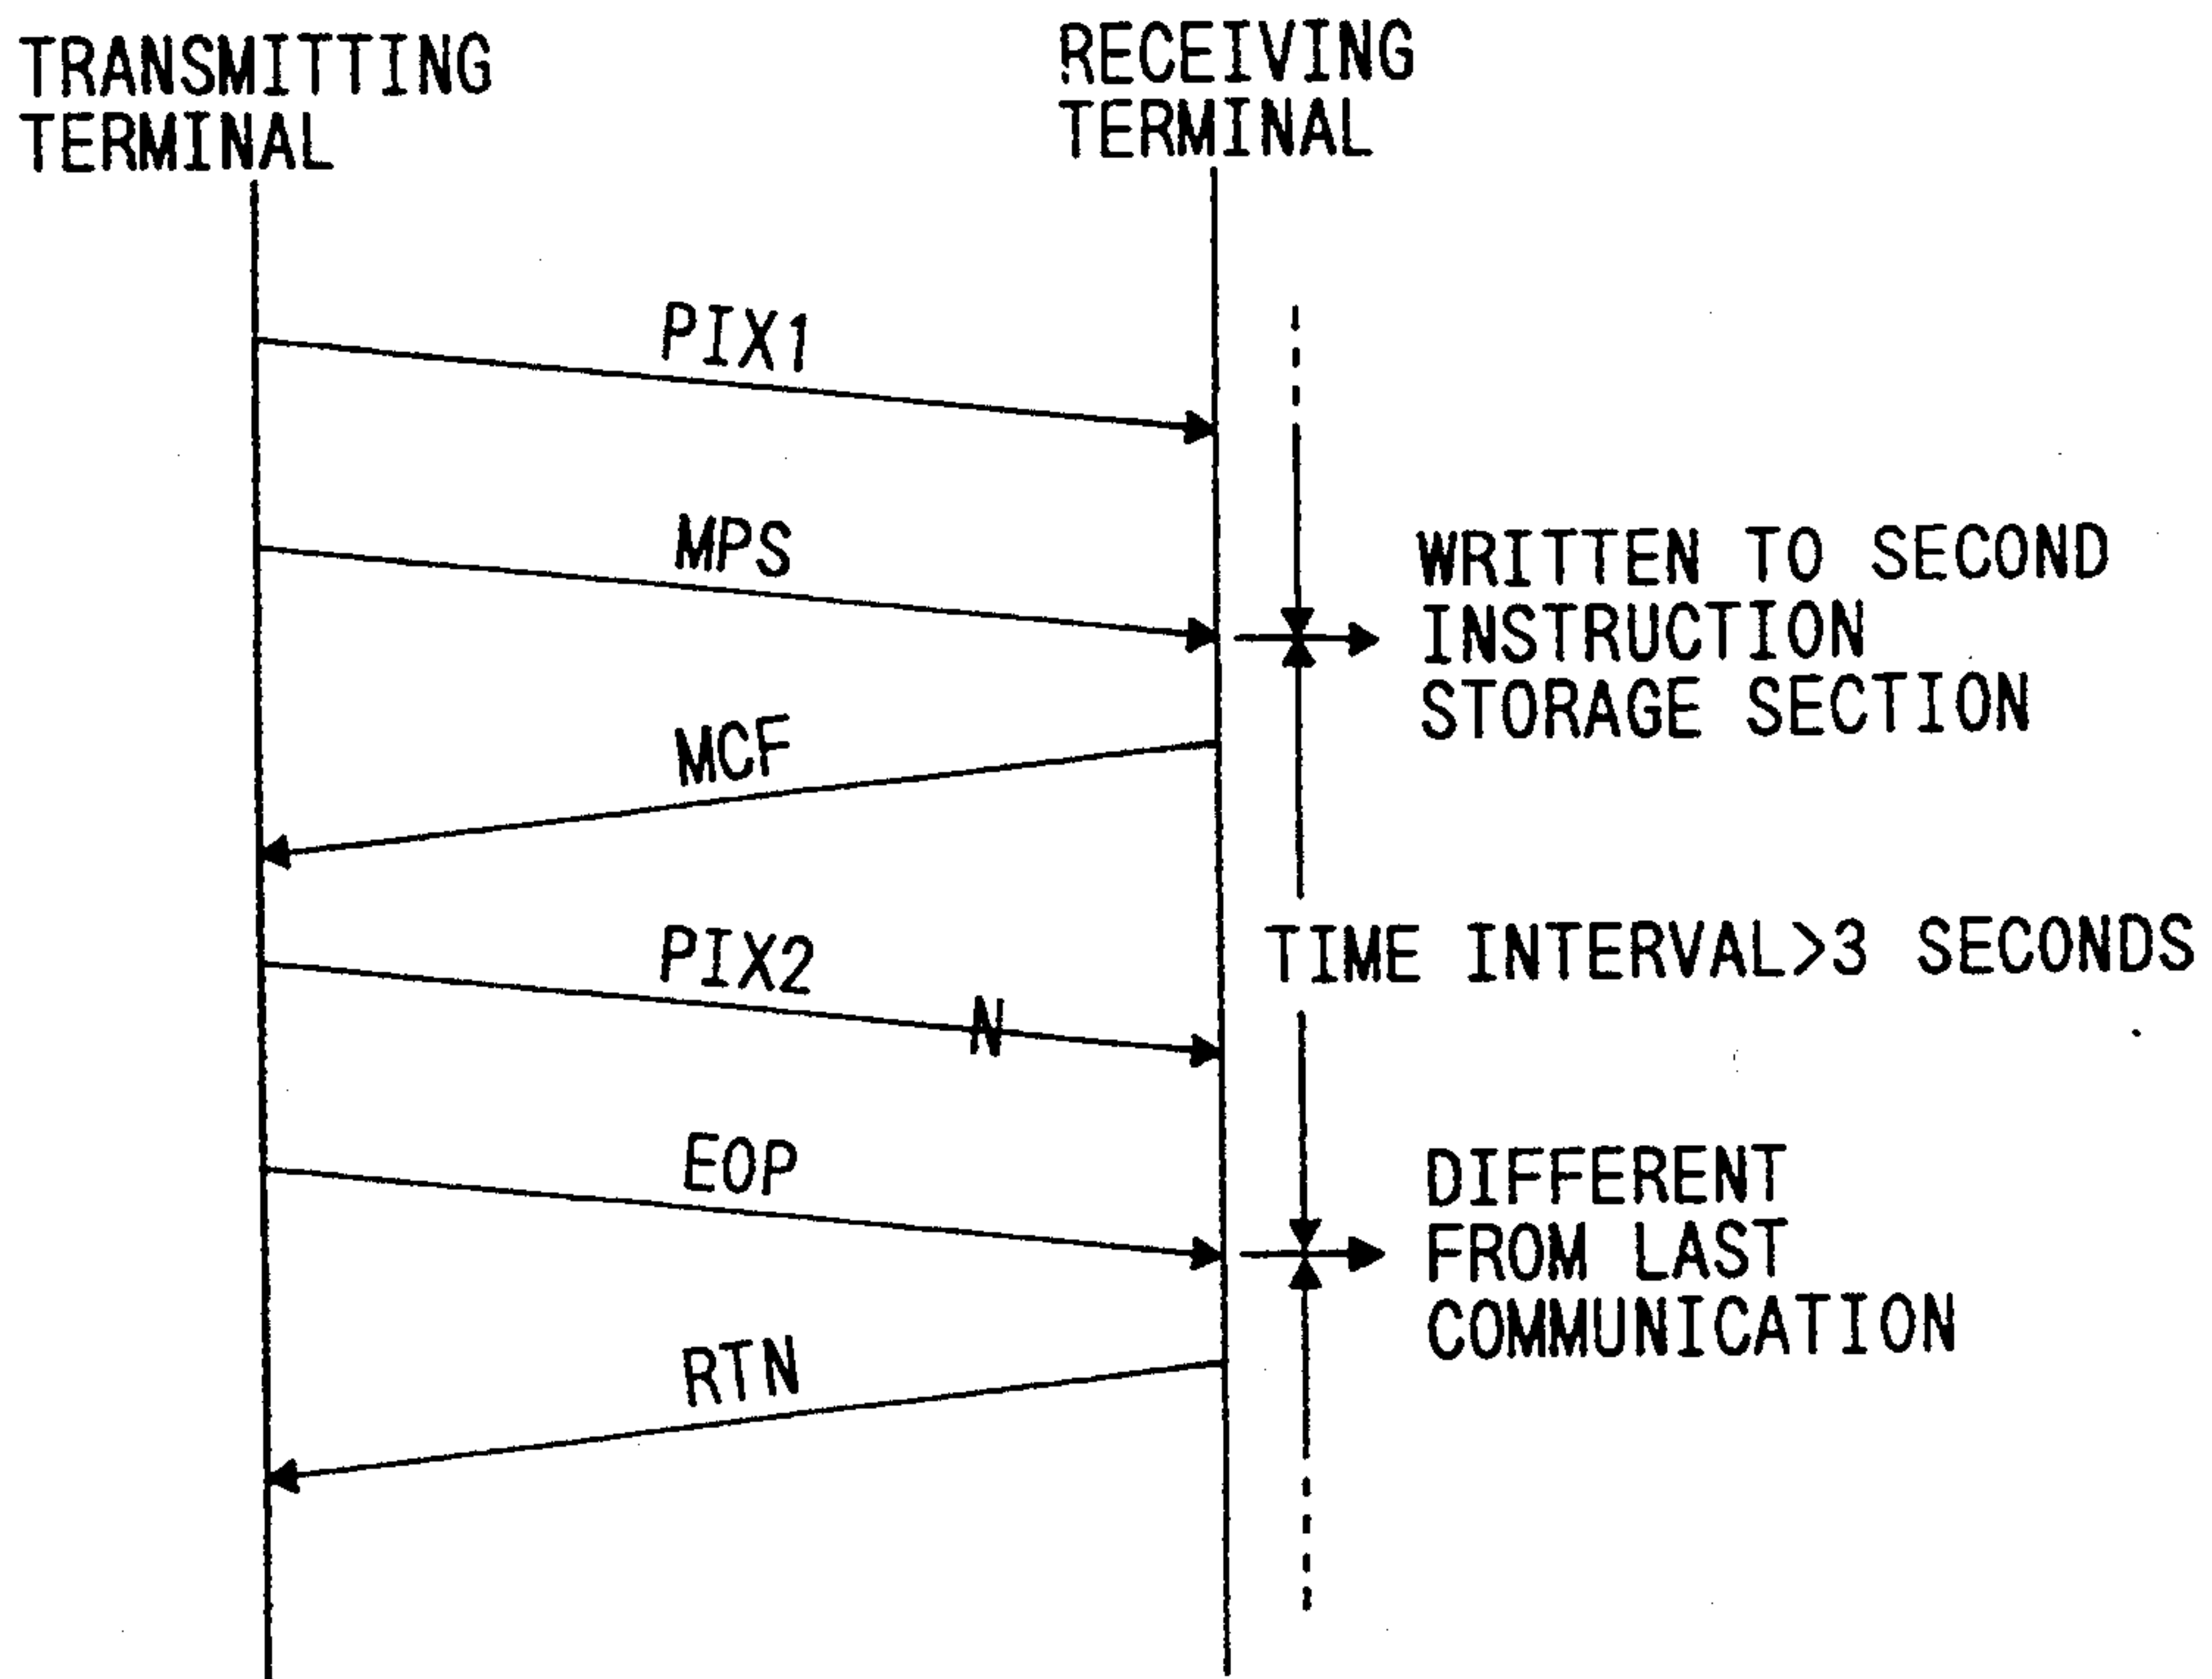 TRANSMITTING
TERMINAL
RECEIVING
TERMINAL
PIX1
MPS
WRITTEN TO SECOND
INSTRUCTION
STORAGE SECTION
MCF
PIX2
N
TIME INTERVAL>3 SECONDS
EOP
DIFFERENT
FROM LAST
COMMUNICATION
RTN